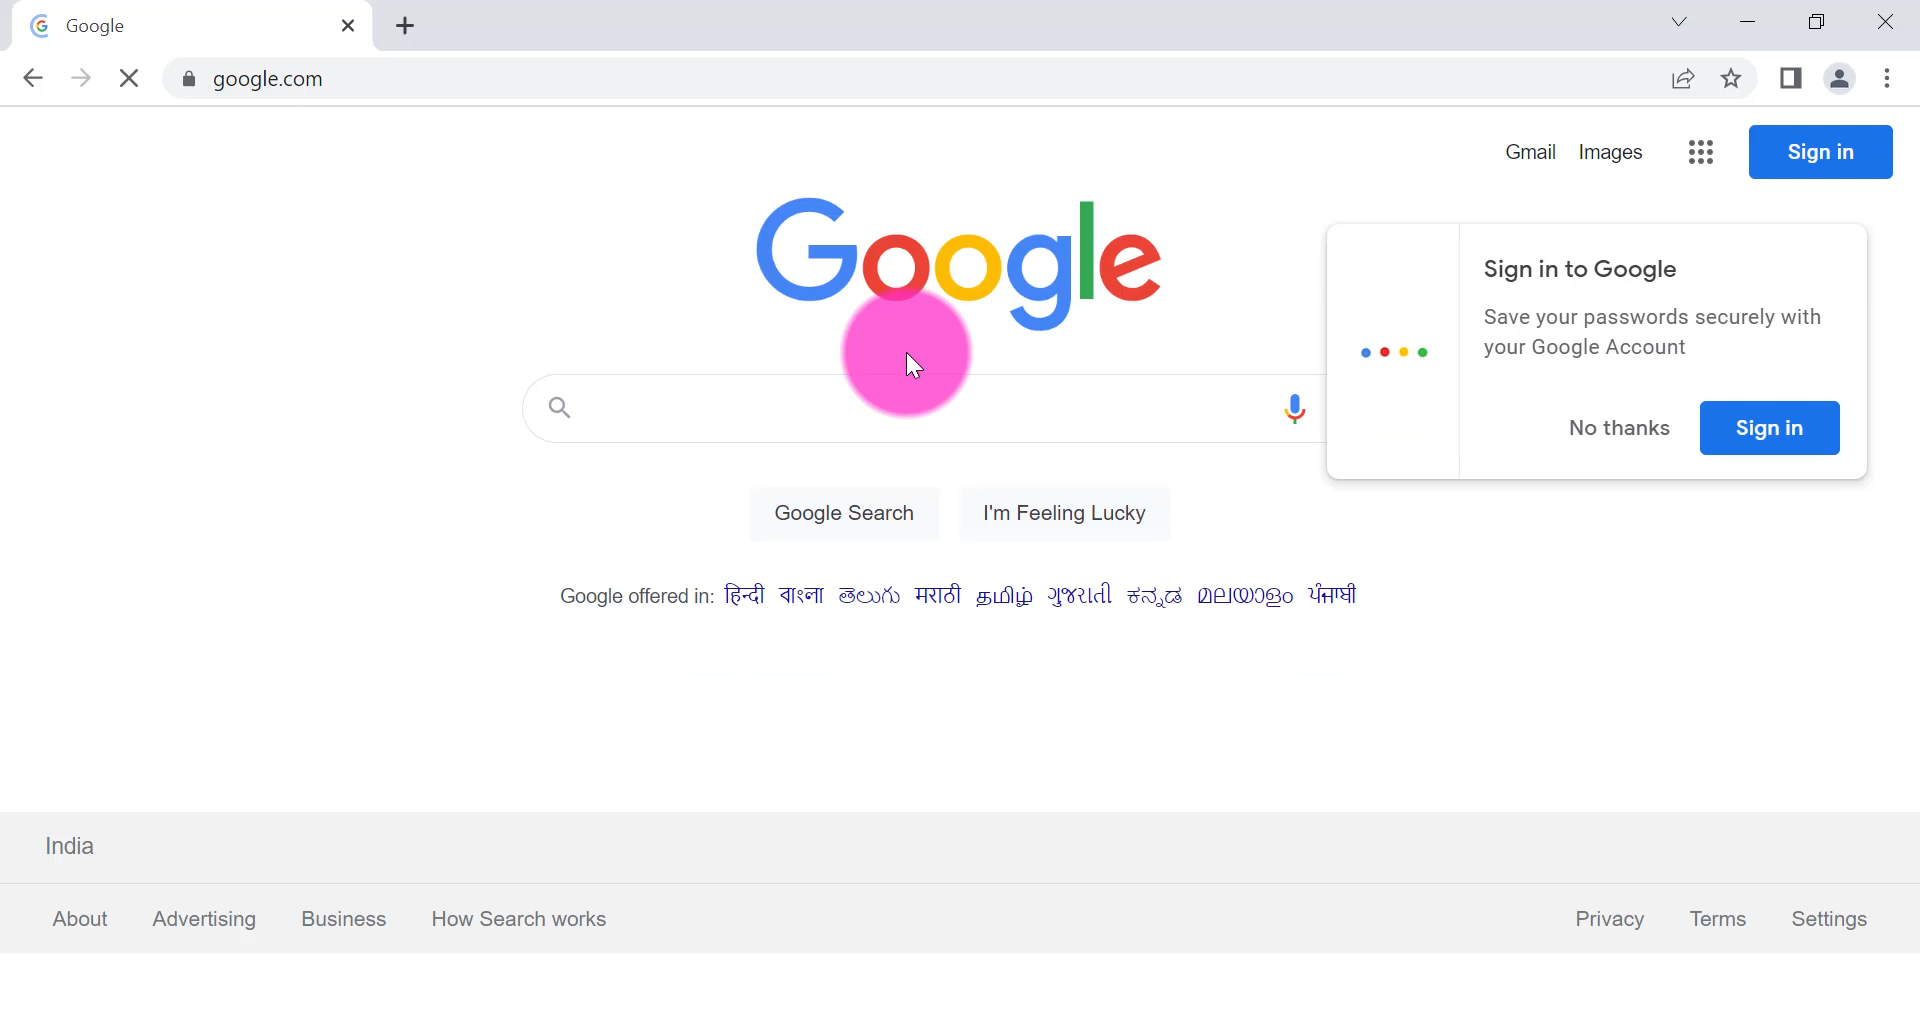 Google
google.com
Gmail Images Sign in
Google
Sign in to Google
Save your passwords securely with
your Google Account
No thanks Sign in
Google Search I'm Feeling Lucky
Google offered in: हिन्दी বাংলা తెలుగు मराठी தமிழ் ગુજરાતી ಕನ್ನಡ മലയാളം ਪੰਜਾਬੀ
India
About Advertising Business How Search works Privacy Terms Settings